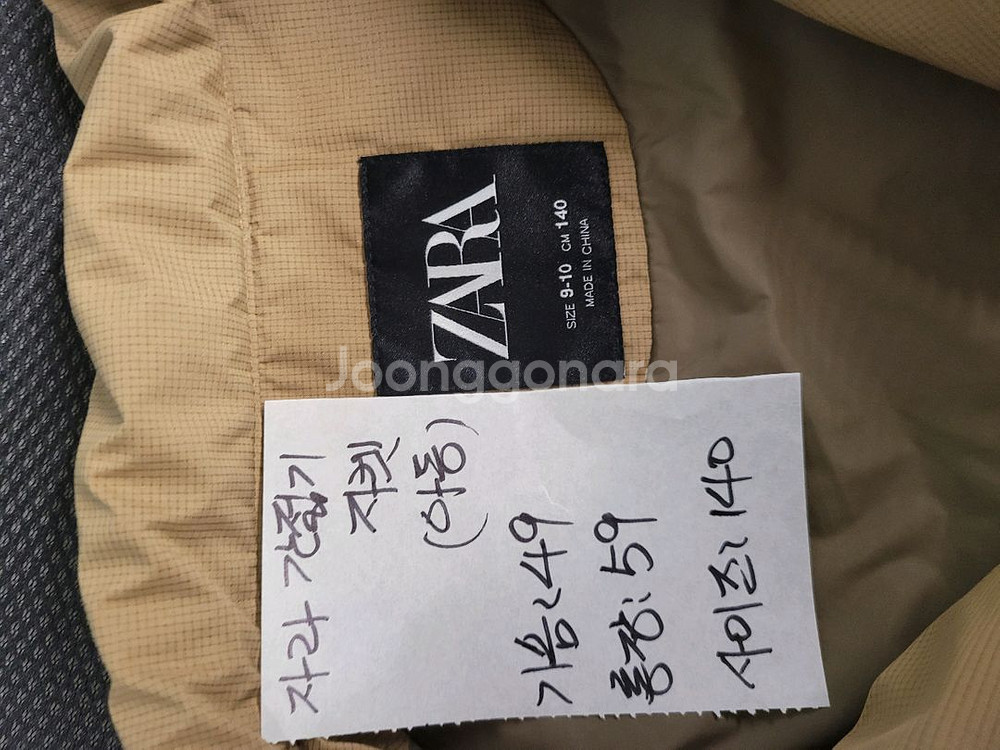 ZARA
SIZE 9-10 CM 140
MADE IN CHINA
Joonggonara
자라 간절기
자켓
(아동)
가슴: 49
총장: 59
사이즈: 140